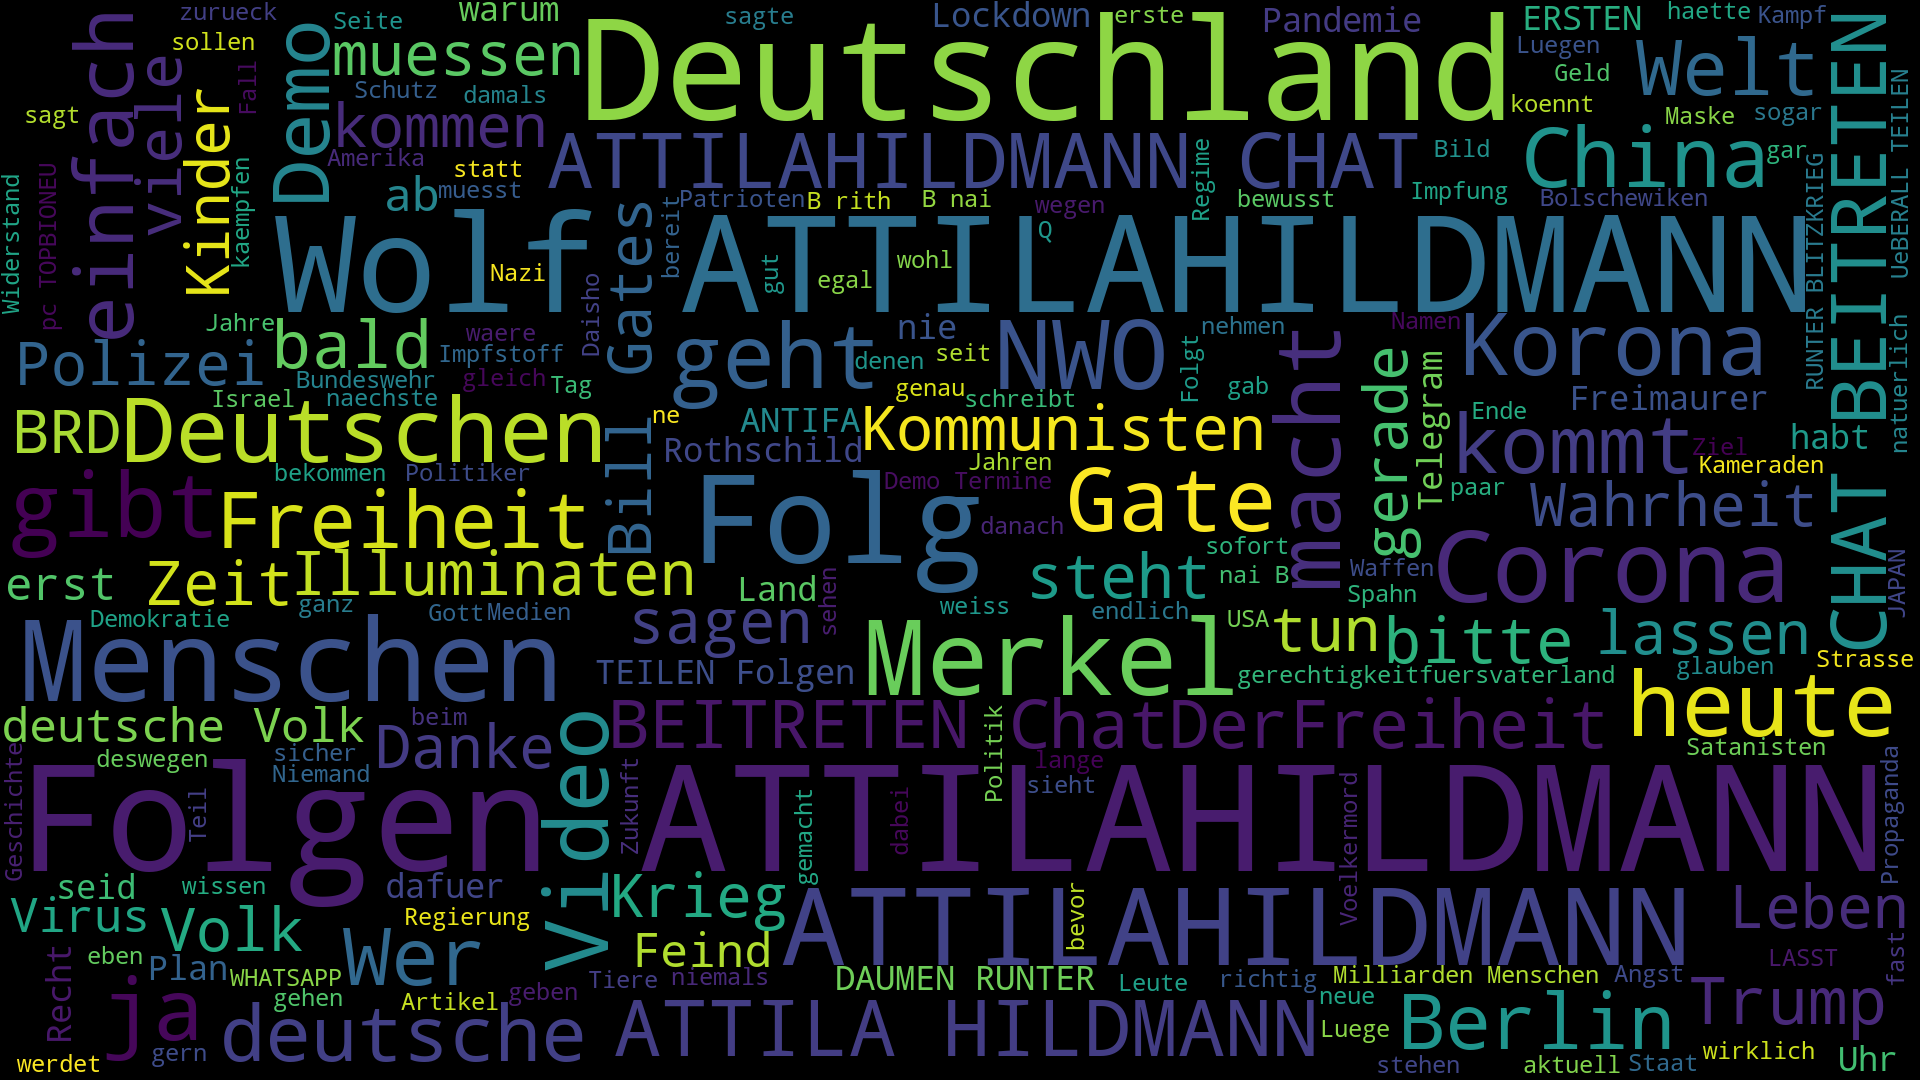 zurueck
Seite
warum
sagte
Lockdown
erste
Pandemie
ERSTEN
haette
Kampf
sollen
muessen
Deutschland
Luegen
Welt
einfach
viele
Demo
Fall
Schutz
damals
Geld
koennt
sagt
Kinder
kommen
Maske
sogar
CHAT BEITRETEN
UeBERALL TEILEN
Amerika
statt
ATTILAHILDMANN CHAT
Regime
Bild
China
gar
kaempfen
ab
muesst
Patrioten
B rith
B nai
wegen
bewusst
Impfung
Bolschewiken
Widerstand
pc TOPBIONEU
Wolf
Nazi
Gates
bereit
ATTILAHILDMANN
gut
egal
wohl
Q
RUNTER BLITZKRIEG
Jahre
bald
waere
Daisho
geht
nie
NWO
nehmen
macht
Namen
Korona
natuerlich
Polizei
Impfstoff
denen
seit
Folgt
gerade
Telegram
Bundeswehr
gleich
Tag
genau
gab
Israel
naechste
schreibt
Freimaurer
BRD
Deutschen
Bill
ne
ANTIFA
Kommunisten
Ende
kommt
habt
Rothschild
Jahren
Ziel
Kameraden
bekommen
Politiker
Demo Termine
Gate
paar
Wahrheit
gibt
Freiheit
Folg
danach
sofort
Corona
erst
Zeit
Illuminaten
Land
steht
nai B
Waffen
Spahn
JAPAN
Demokratie
ganz
Gott
Medien
sagen
sehen
weiss
endlich
USA
tun
bitte
lassen
Menschen
TEILEN Folgen
Merkel
gerechtigkeitfuersvaterland
glauben
Strasse
deutsche Volk
beim
Danke
Video
BEITRETEN ChatDerFreiheit
Politik
heute
Geschichte
deswegen
sicher
Niemand
lange
sieht
Satanisten
Folgen
Teil
Zukunft
ATTILAHILDMANN
gemacht
dabei
Voelkermord
Propaganda
seid
wissen
dafuer
Krieg
bevor
Virus
Volk
Regierung
Wer
Feind
ATTILAHILDMANN
Leben
Recht
eben
Plan
WHATSAPP
gehen
Artikel
geben
Tiere
niemals
DAUMEN RUNTER
Leute
richtig
Milliarden Menschen
Angst
LASST
fast
ja
deutsche
ATTILA HILDMANN
neue
Luege
Berlin
Trump
werdet
gern
stehen
aktuell
Staat
wirklich
Uhr